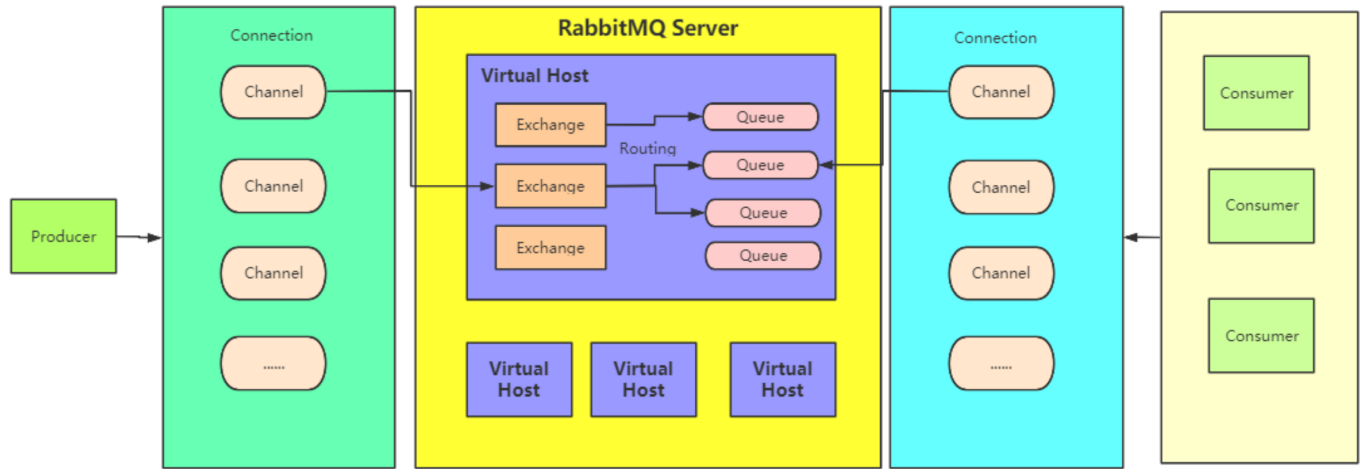 Producer
Connection
Channel
Channel
Channel
......
RabbitMQ Server
Virtual Host
Exchange
Exchange
Exchange
Routing
Queue
Queue
Queue
Queue
Virtual
Host
Virtual
Host
Virtual
Host
Connection
Channel
Channel
Channel
......
Consumer
Consumer
Consumer